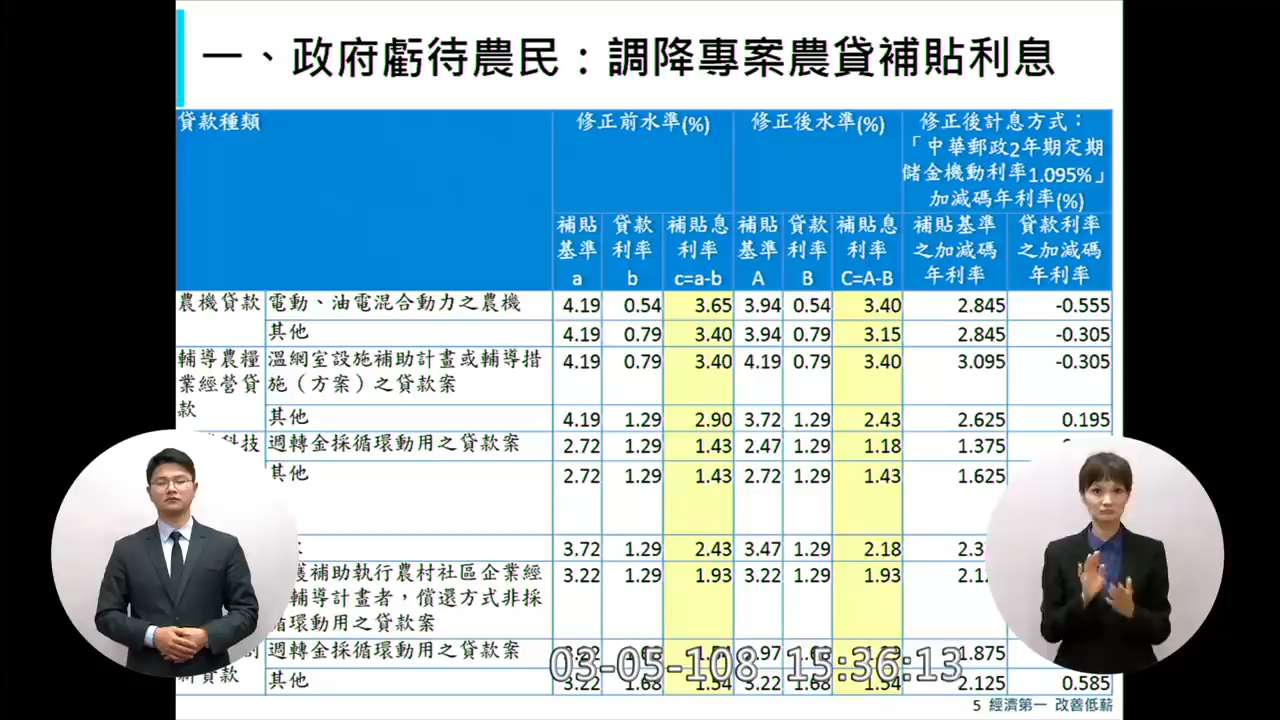 一、政府虧待農民：調降專案農貸補貼利息
貸款種類 修正前水準(%) 修正後水準(%) 修正後計息方式：
「中華郵政2年期定期
儲金機動利率1.095%」
加減碼年利率(%)
補貼 貸款 補貼息 補貼 貸款 補貼息 補貼基準 貸款利率
基準 利率 利率 基準 利率 利率 之加減碼 之加減碼
a b c=a-b A B C=A-B 年利率 年利率
農機貸款 電動、油電混合動力之農機 4.19 0.54 3.65 3.94 0.54 3.40 2.845 -0.555
其他 4.19 0.79 3.40 3.94 0.79 3.15 2.845 -0.305
輔導農糧 溫網室設施補助計畫或輔導措 4.19 0.79 3.40 4.19 0.79 3.40 3.095 -0.305
業經營貸 施（方案）之貸款案
款
其他 4.19 1.29 2.90 3.72 1.29 2.43 2.625 0.195
科技 週轉金採循環動用之貸款案 2.72 1.29 1.43 2.47 1.18 1.375
其他 2.72 1.29 1.43 2.72 1.29 1.43 1.625
3.72 1.29 2.43 3.47 1.29 2.18
補助執行農村社區企業經 3.22 1.29 1.93 3.22 1.29 1.93
輔導計畫者，償還方式非採
循環動用之貸款案
週轉金採循環動用之貸款案 1.875
貸款 其他 3.22 1.68 1.54 3.22 1.68 1.54 2.125 0.585
03-05-108 15:36:13
5 經濟第一 改善低薪